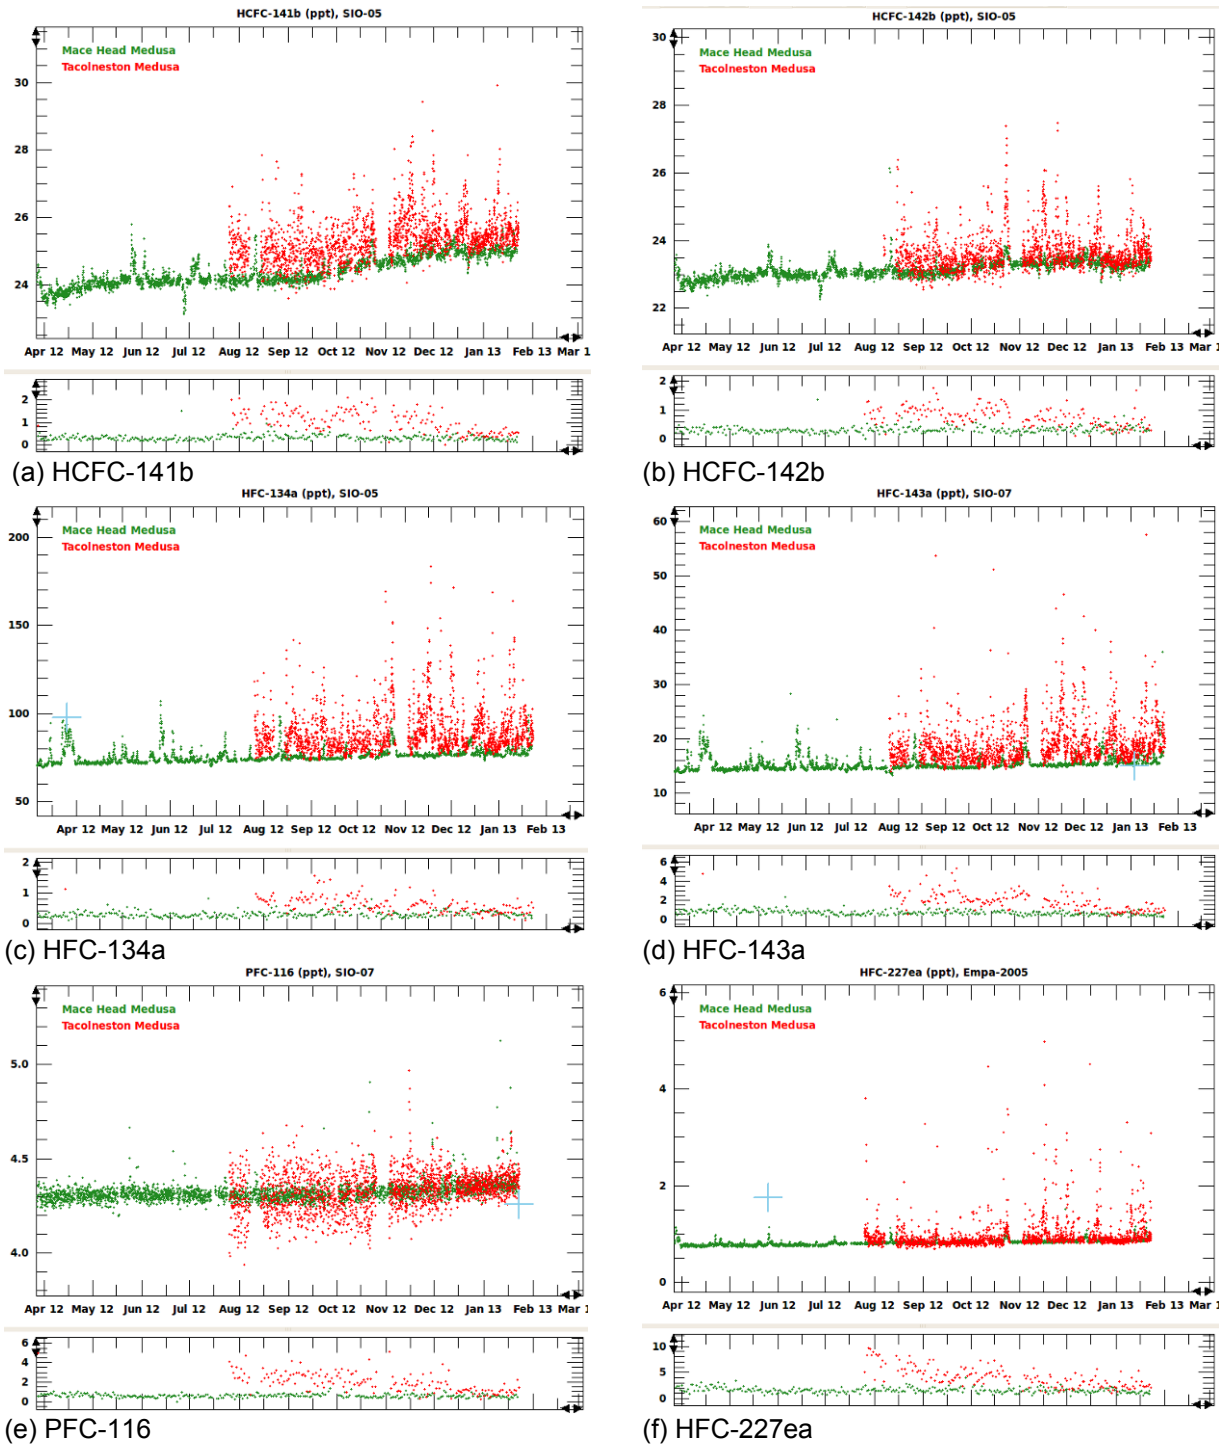 HCFC-141b (ppt), SIO-05
Mace Head Medusa
Tacolneston Medusa
30
28
26
24
Apr 12 May 12 Jun 12 Jul 12 Aug 12 Sep 12 Oct 12 Nov 12 Dec 12 Jan 13 Feb 13 Mar 1
2
1
0
(a) HCFC-141b
HCFC-142b (ppt), SIO-05
Mace Head Medusa
Tacolneston Medusa
30
28
26
24
22
Apr 12 May 12 Jun 12 Jul 12 Aug 12 Sep 12 Oct 12 Nov 12 Dec 12 Jan 13 Feb 13 Mar 1
2
1
0
(b) HCFC-142b
HFC-134a (ppt), SIO-05
Mace Head Medusa
Tacolneston Medusa
200
150
100
50
Apr 12 May 12 Jun 12 Jul 12 Aug 12 Sep 12 Oct 12 Nov 12 Dec 12 Jan 13 Feb 13
2
1
0
(c) HFC-134a
HFC-143a (ppt), SIO-07
Mace Head Medusa
Tacolneston Medusa
60
50
40
30
20
10
Apr 12 May 12 Jun 12 Jul 12 Aug 12 Sep 12 Oct 12 Nov 12 Dec 12 Jan 13 Feb 13
6
4
2
0
(d) HFC-143a
PFC-116 (ppt), SIO-07
Mace Head Medusa
Tacolneston Medusa
5.0
4.5
4.0
Apr 12 May 12 Jun 12 Jul 12 Aug 12 Sep 12 Oct 12 Nov 12 Dec 12 Jan 13 Feb 13 Mar 1
6
4
2
0
(e) PFC-116
HFC-227ea (ppt), Empa-2005
Mace Head Medusa
Tacolneston Medusa
6
4
2
0
Apr 12 May 12 Jun 12 Jul 12 Aug 12 Sep 12 Oct 12 Nov 12 Dec 12 Jan 13 Feb 13 Mar 1
10
5
0
(f) HFC-227ea